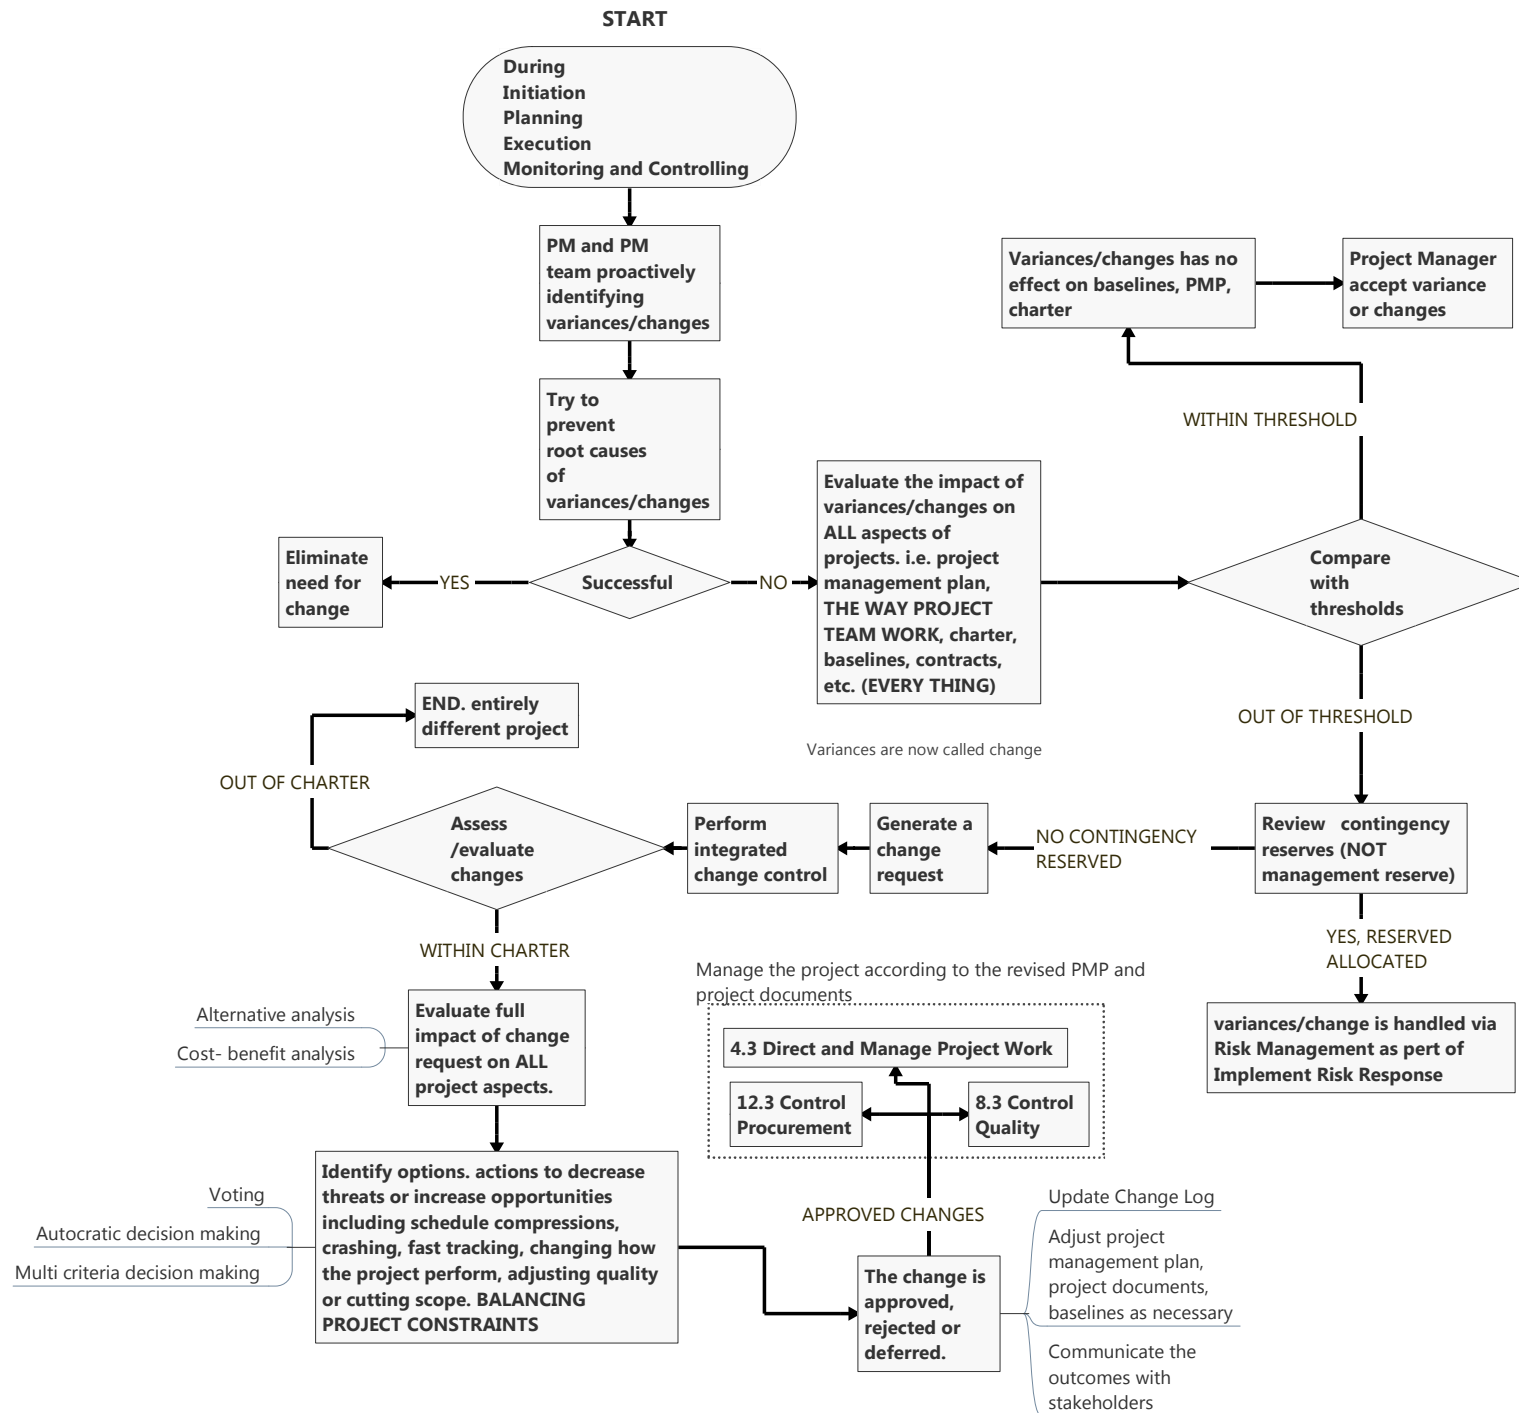 START
During
Initiation
Planning
Execution
Monitoring and Controlling
PM and PM
team proactively
identifying
variances/changes
Variances/changes has no
effect on baselines, PMP,
charter
Project Manager
accept variance
or changes
Try to
prevent
root causes
of
variances/changes
WITHIN THRESHOLD
Eliminate
need for
change
YES
Successful
NO
Evaluate the impact of
variances/changes on
ALL aspects of
projects. i.e. project
management plan,
THE WAY PROJECT
TEAM WORK, charter,
baselines, contracts,
etc. (EVERY THING)
Compare
with
thresholds
END. entirely
different project
OUT OF THRESHOLD
Variances are now called change
OUT OF CHARTER
Assess
/evaluate
changes
Perform
integrated
change control
Generate a
change
request
NO CONTINGENCY
RESERVED
Review contingency
reserves (NOT
management reserve)
WITHIN CHARTER
YES, RESERVED
ALLOCATED
Manage the project according to the revised PMP and
project documents
Alternative analysis
Cost- benefit analysis
Evaluate full
impact of change
request on ALL
project aspects.
4.3 Direct and Manage Project Work
12.3 Control
Procurement
8.3 Control
Quality
variances/change is handled via
Risk Management as pert of
Implement Risk Response
Voting
Autocratic decision making
Multi criteria decision making
Identify options. actions to decrease
threats or increase opportunities
including schedule compressions,
crashing, fast tracking, changing how
the project perform, adjusting quality
or cutting scope. BALANCING
PROJECT CONSTRAINTS
APPROVED CHANGES
The change is
approved,
rejected or
deferred.
Update Change Log
Adjust project
management plan,
project documents,
baselines as necessary
Communicate the
outcomes with
stakeholders